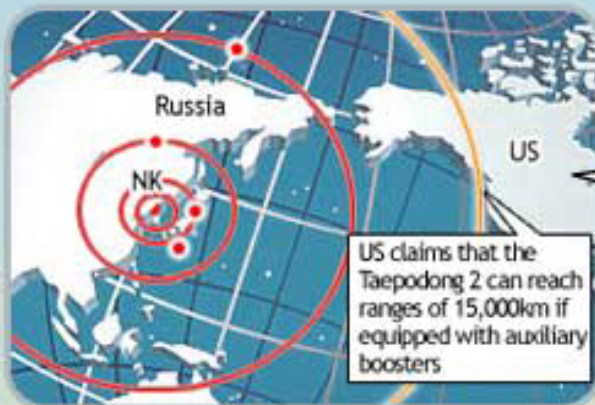 Russia
NK
US
US claims that the
Taepodong 2 can reach
ranges of 15,000km if
equipped with auxiliary
boosters